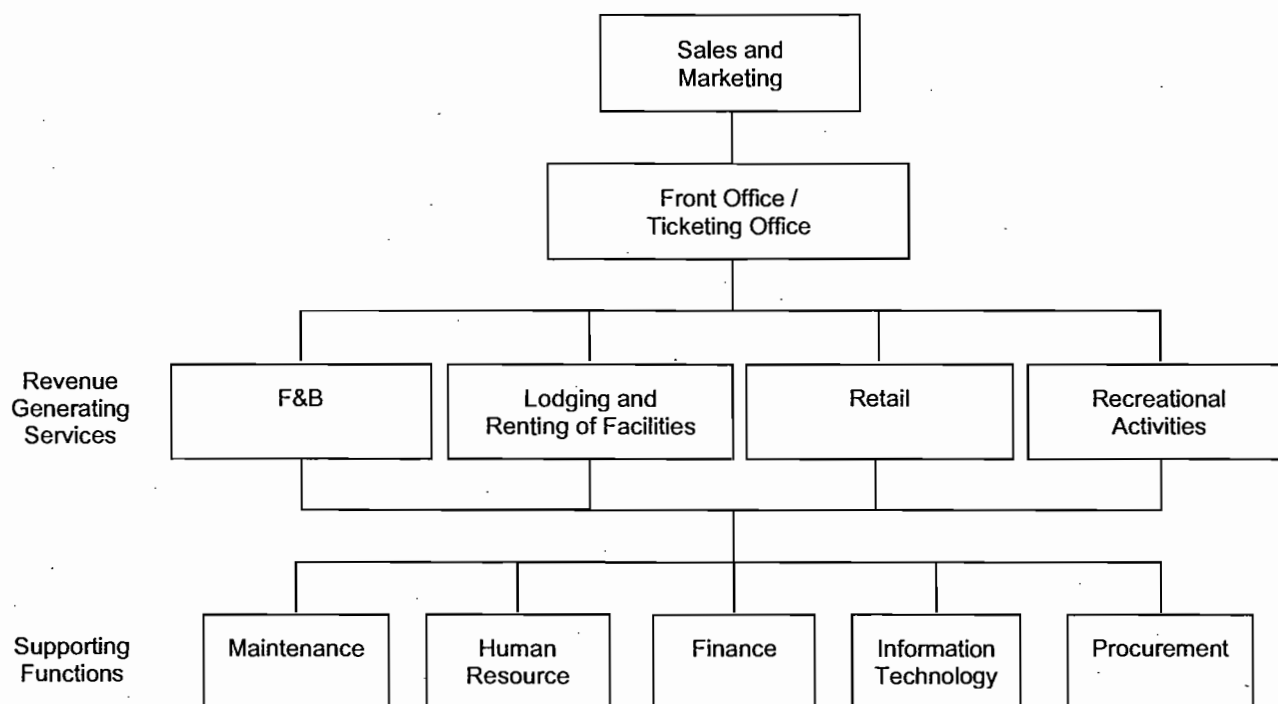 Sales and
Marketing
Front Office /
Ticketing Office
Revenue
Generating
Services
F&B
Lodging and
Renting of Facilities
Retail
Recreational
Activities
Supporting
Functions
Maintenance
Human
Resource
Finance
Information
Technology
Procurement